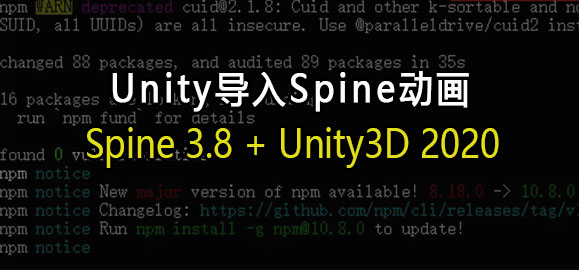 npm WARN deprecated cuid@2.1.8: Cuid and other k-sortable and no
SUID, all UUIDs) are all insecure. Use @paralleldrive/cuid2 inst
changed 88 packages, and audited 89 packages in 35s
Unity导入Spine动画
16 packages are
run `npm fund` for details
Spine 3.8 + Unity3D 2020
found 0
npm notice
npm notice New major version of npm available! 8.18.0 -> 10.8.0
npm notice Changelog: https://github.com/npm/cli/releases/tag/v1
npm notice Run npm install -g npm@10.8.0 to update!
npm notice